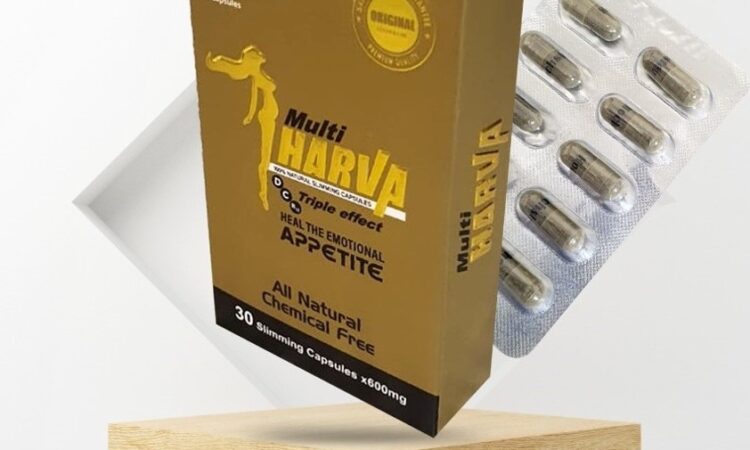 Capsules
ORIGINAL
PREMIUM QUALITY
Multi
HARVA
100% NATURAL SLIMMING CAPSULES
D
C
Triple effect
HEAL THE EMOTIONAL
APPETITE
All Natural
Chemical Free
30 Slimming Capsules x600mg
Multi
HARVA